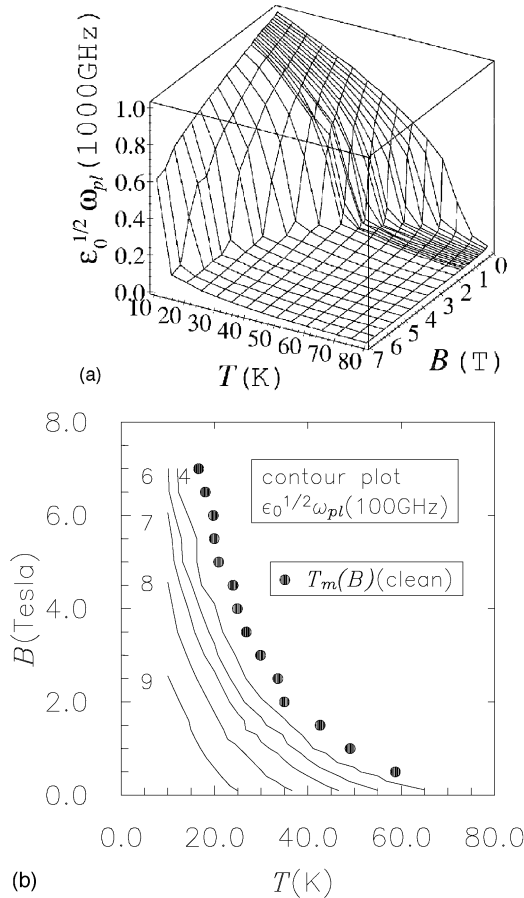 1.0
0.8
0.6
0.4
0.2
0.0
ε₀^1/2 ω_pl (1000GHz)
10 20 30 40 50 60 70 80
T(K)
7 6 5 4 3 2 1 0
B (T)
(a)
8.0
6.0
4.0
2.0
0.0
B(Tesla)
6 4
7
8
9
contour plot
ϵ₀^1/2 ω_pl(100GHz)
T_m(B)(clean)
0.0 20.0 40.0 60.0 80.0
T(K)
(b)